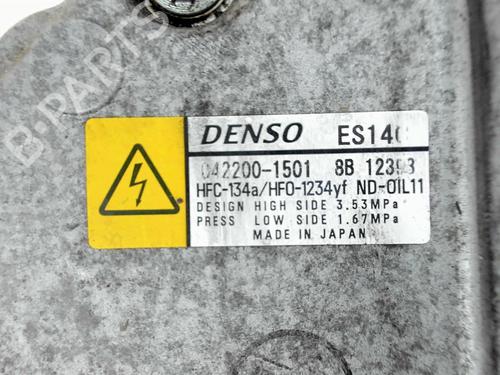 B-PARTS
DENSO ES14C
042200-1501 8B 12393
HFC-134a/HFO-1234yf ND-OIL11
DESIGN HIGH SIDE 3.53MPa
PRESS LOW SIDE 1.67MPa
MADE IN JAPAN